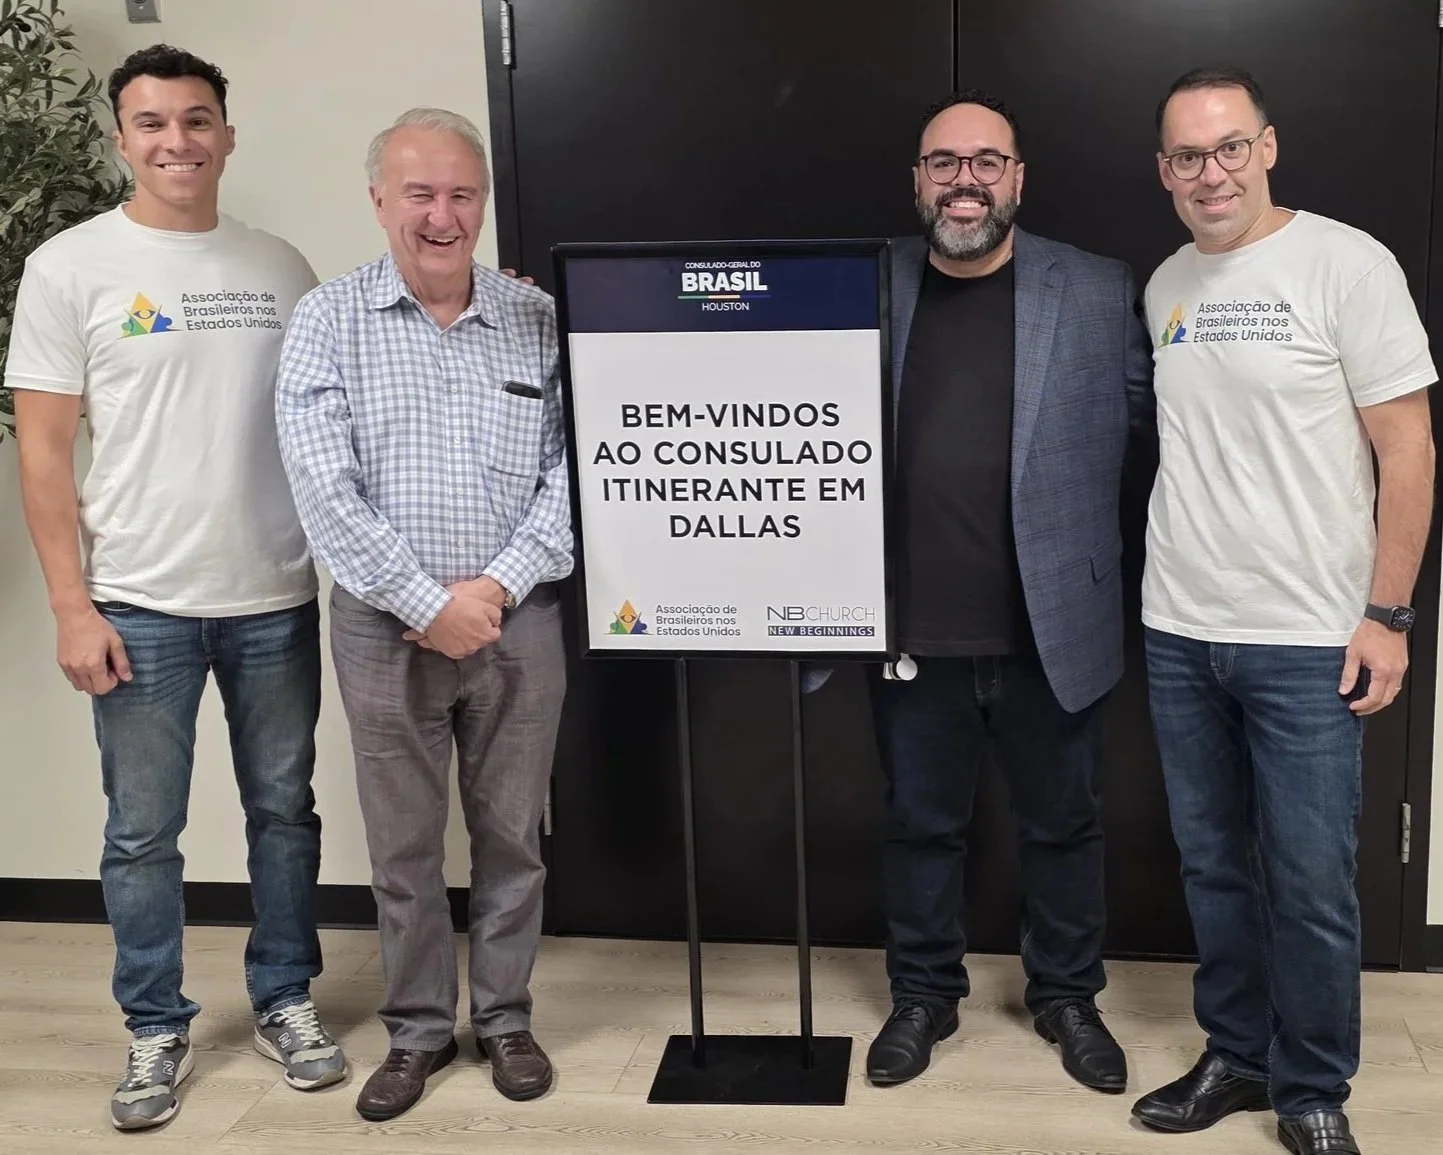 Associação de
Brasileiros nos
Estados Unidos
CONSULADO-GERAL DO
BRASIL
HOUSTON
BEM-VINDOS
AO CONSULADO
ITINERANTE EM
DALLAS
Associação de
Brasileiros nos
Estados Unidos
NBCHURCH
NEW BEGINNINGS
Associação de
Brasileiros nos
Estados Unidos
N
N